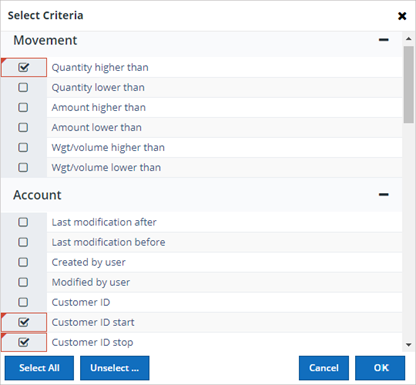 Select Criteria
Movement
Quantity higher than
Quantity lower than
Amount higher than
Amount lower than
Wgt/volume higher than
Wgt/volume lower than
Account
Last modification after
Last modification before
Created by user
Modified by user
Customer ID
Customer ID start
Customer ID stop
Select All Unselect ... Cancel OK